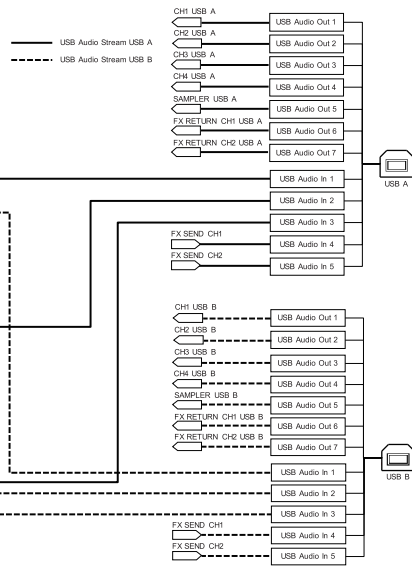 CH1 USB A
USB Audio Out 1
CH2 USB A
USB Audio Stream USB A
USB Audio Out 2
CH3 USB A
USB Audio Stream USB B
USB Audio Out 3
CH4 USB A
USB Audio Out 4
SAMPLER USB A
USB Audio Out 5
FX RETURN CH1 USB A
USB Audio Out 6
FX RETURN CH2 USB A
USB Audio Out 7
USB Audio In 1
USB A
USB Audio In 2
USB Audio In 3
FX SEND CH1
USB Audio In 4
FX SEND CH2
USB Audio In 5
CH1 USB B
USB Audio Out 1
CH2 USB B
USB Audio Out 2
CH3 USB B
USB Audio Out 3
CH4 USB B
USB Audio Out 4
SAMPLER USB B
USB Audio Out 5
FX RETURN CH1 USB B
USB Audio Out 6
FX RETURN CH2 USB B
USB Audio Out 7
USB Audio In 1
USB B
USB Audio In 2
USB Audio In 3
FX SEND CH1
USB Audio In 4
FX SEND CH2
USB Audio In 5